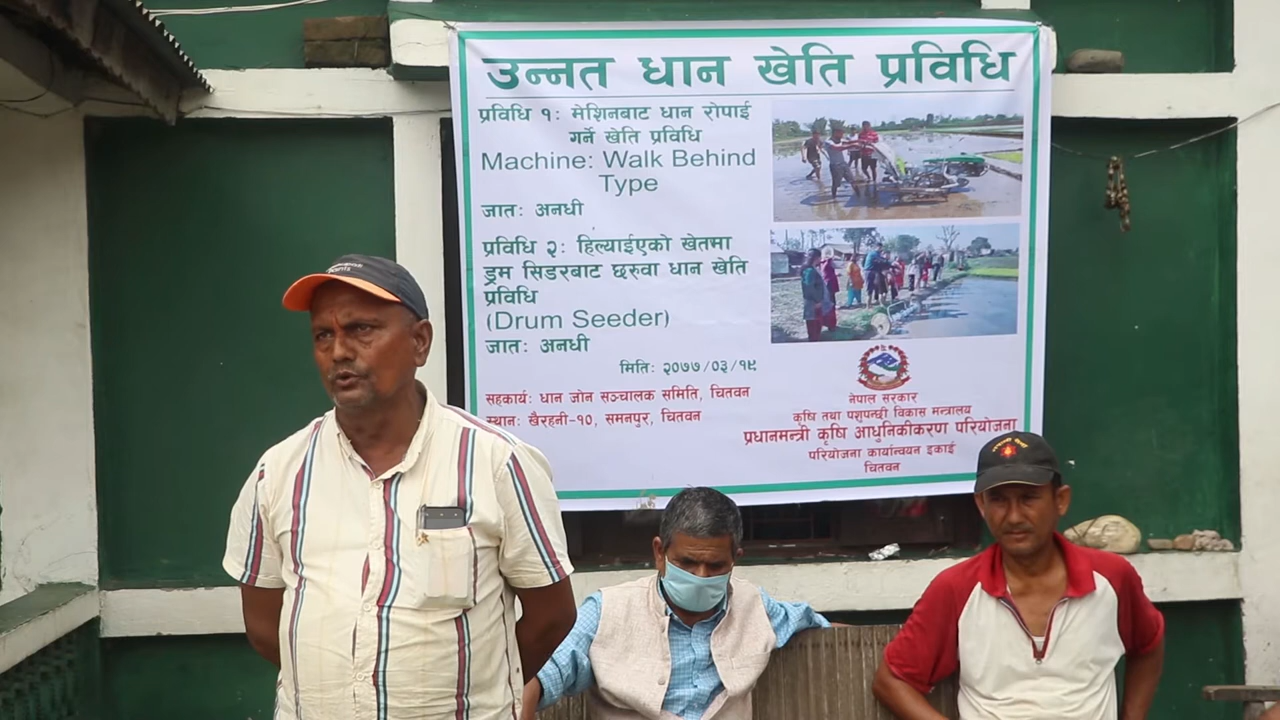 उन्नत धान खेति प्रविधि
प्रविधि १: मेशिनबाट धान रोपाई
गर्ने खेति प्रविधि
Machine: Walk Behind
Type
जात: अनधी
प्रविधि २: हिल्याईएको खेतमा
ड्रम सिडरबाट छरुवा धान खेति
प्रविधि
(Drum Seeder)
जात: अनधी
मिति: २०७७/०३/१९
सहकार्य: धान जोन सञ्चालक समिति, चितवन
स्थान: खैरहनी-१०, समनपुर, चितवन
नेपाल सरकार
कृषि तथा पशुपन्छी विकास मन्त्रालय
प्रधानमन्त्री कृषि आधुनिकीकरण परियोजना
परियोजना कार्यान्वयन इकाई
चितवन